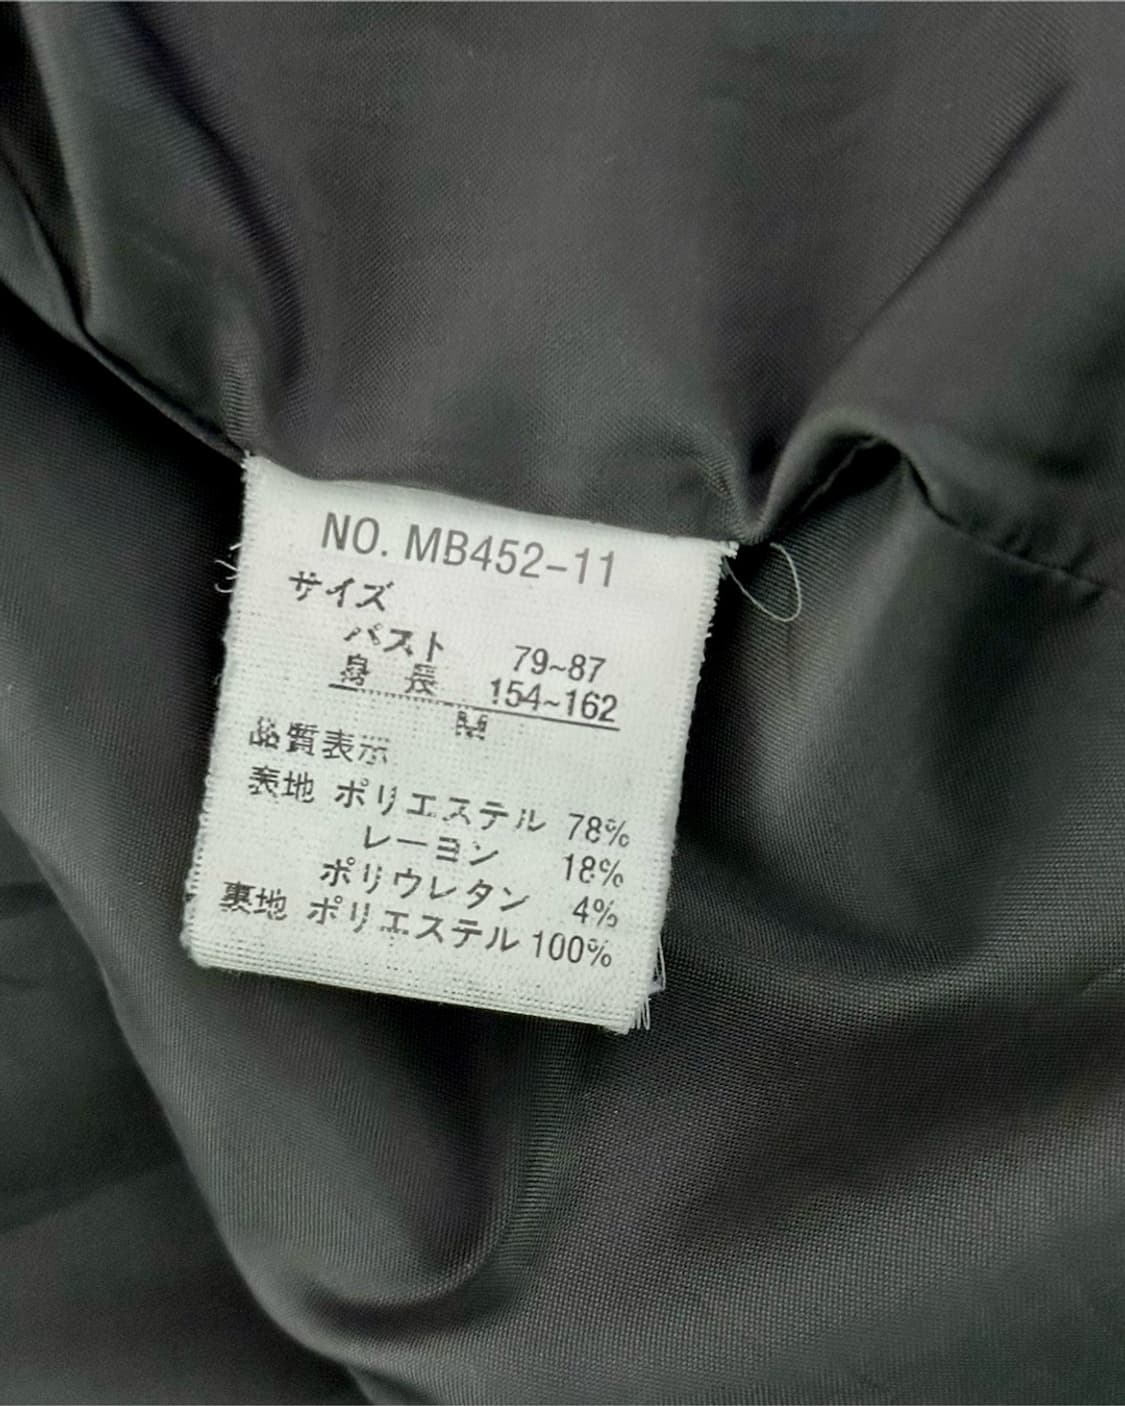 NO. MB452-11
サイズ
バスト 79~87
身 長 154~162
M
品質表示
表地 ポリエステル 78%
レーヨン 18%
ポリウレタン 4%
裏地 ポリエステル 100%